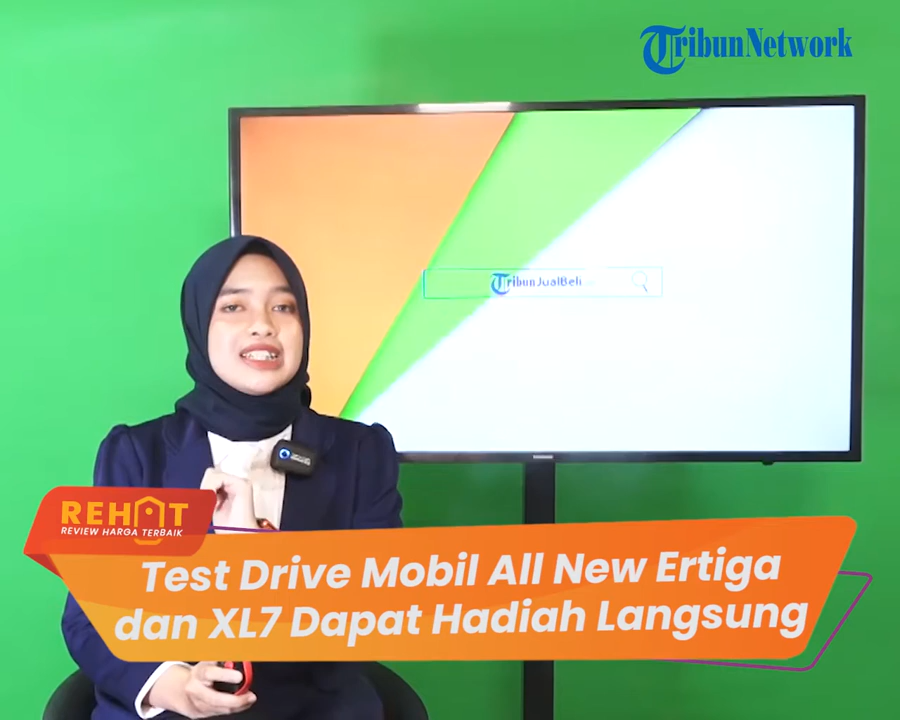 TribunNetwork
TribunJualBeli
REHAT
REVIEW HARGA TERBAIK
Test Drive Mobil All New Ertiga
dan XL7 Dapat Hadiah Langsung